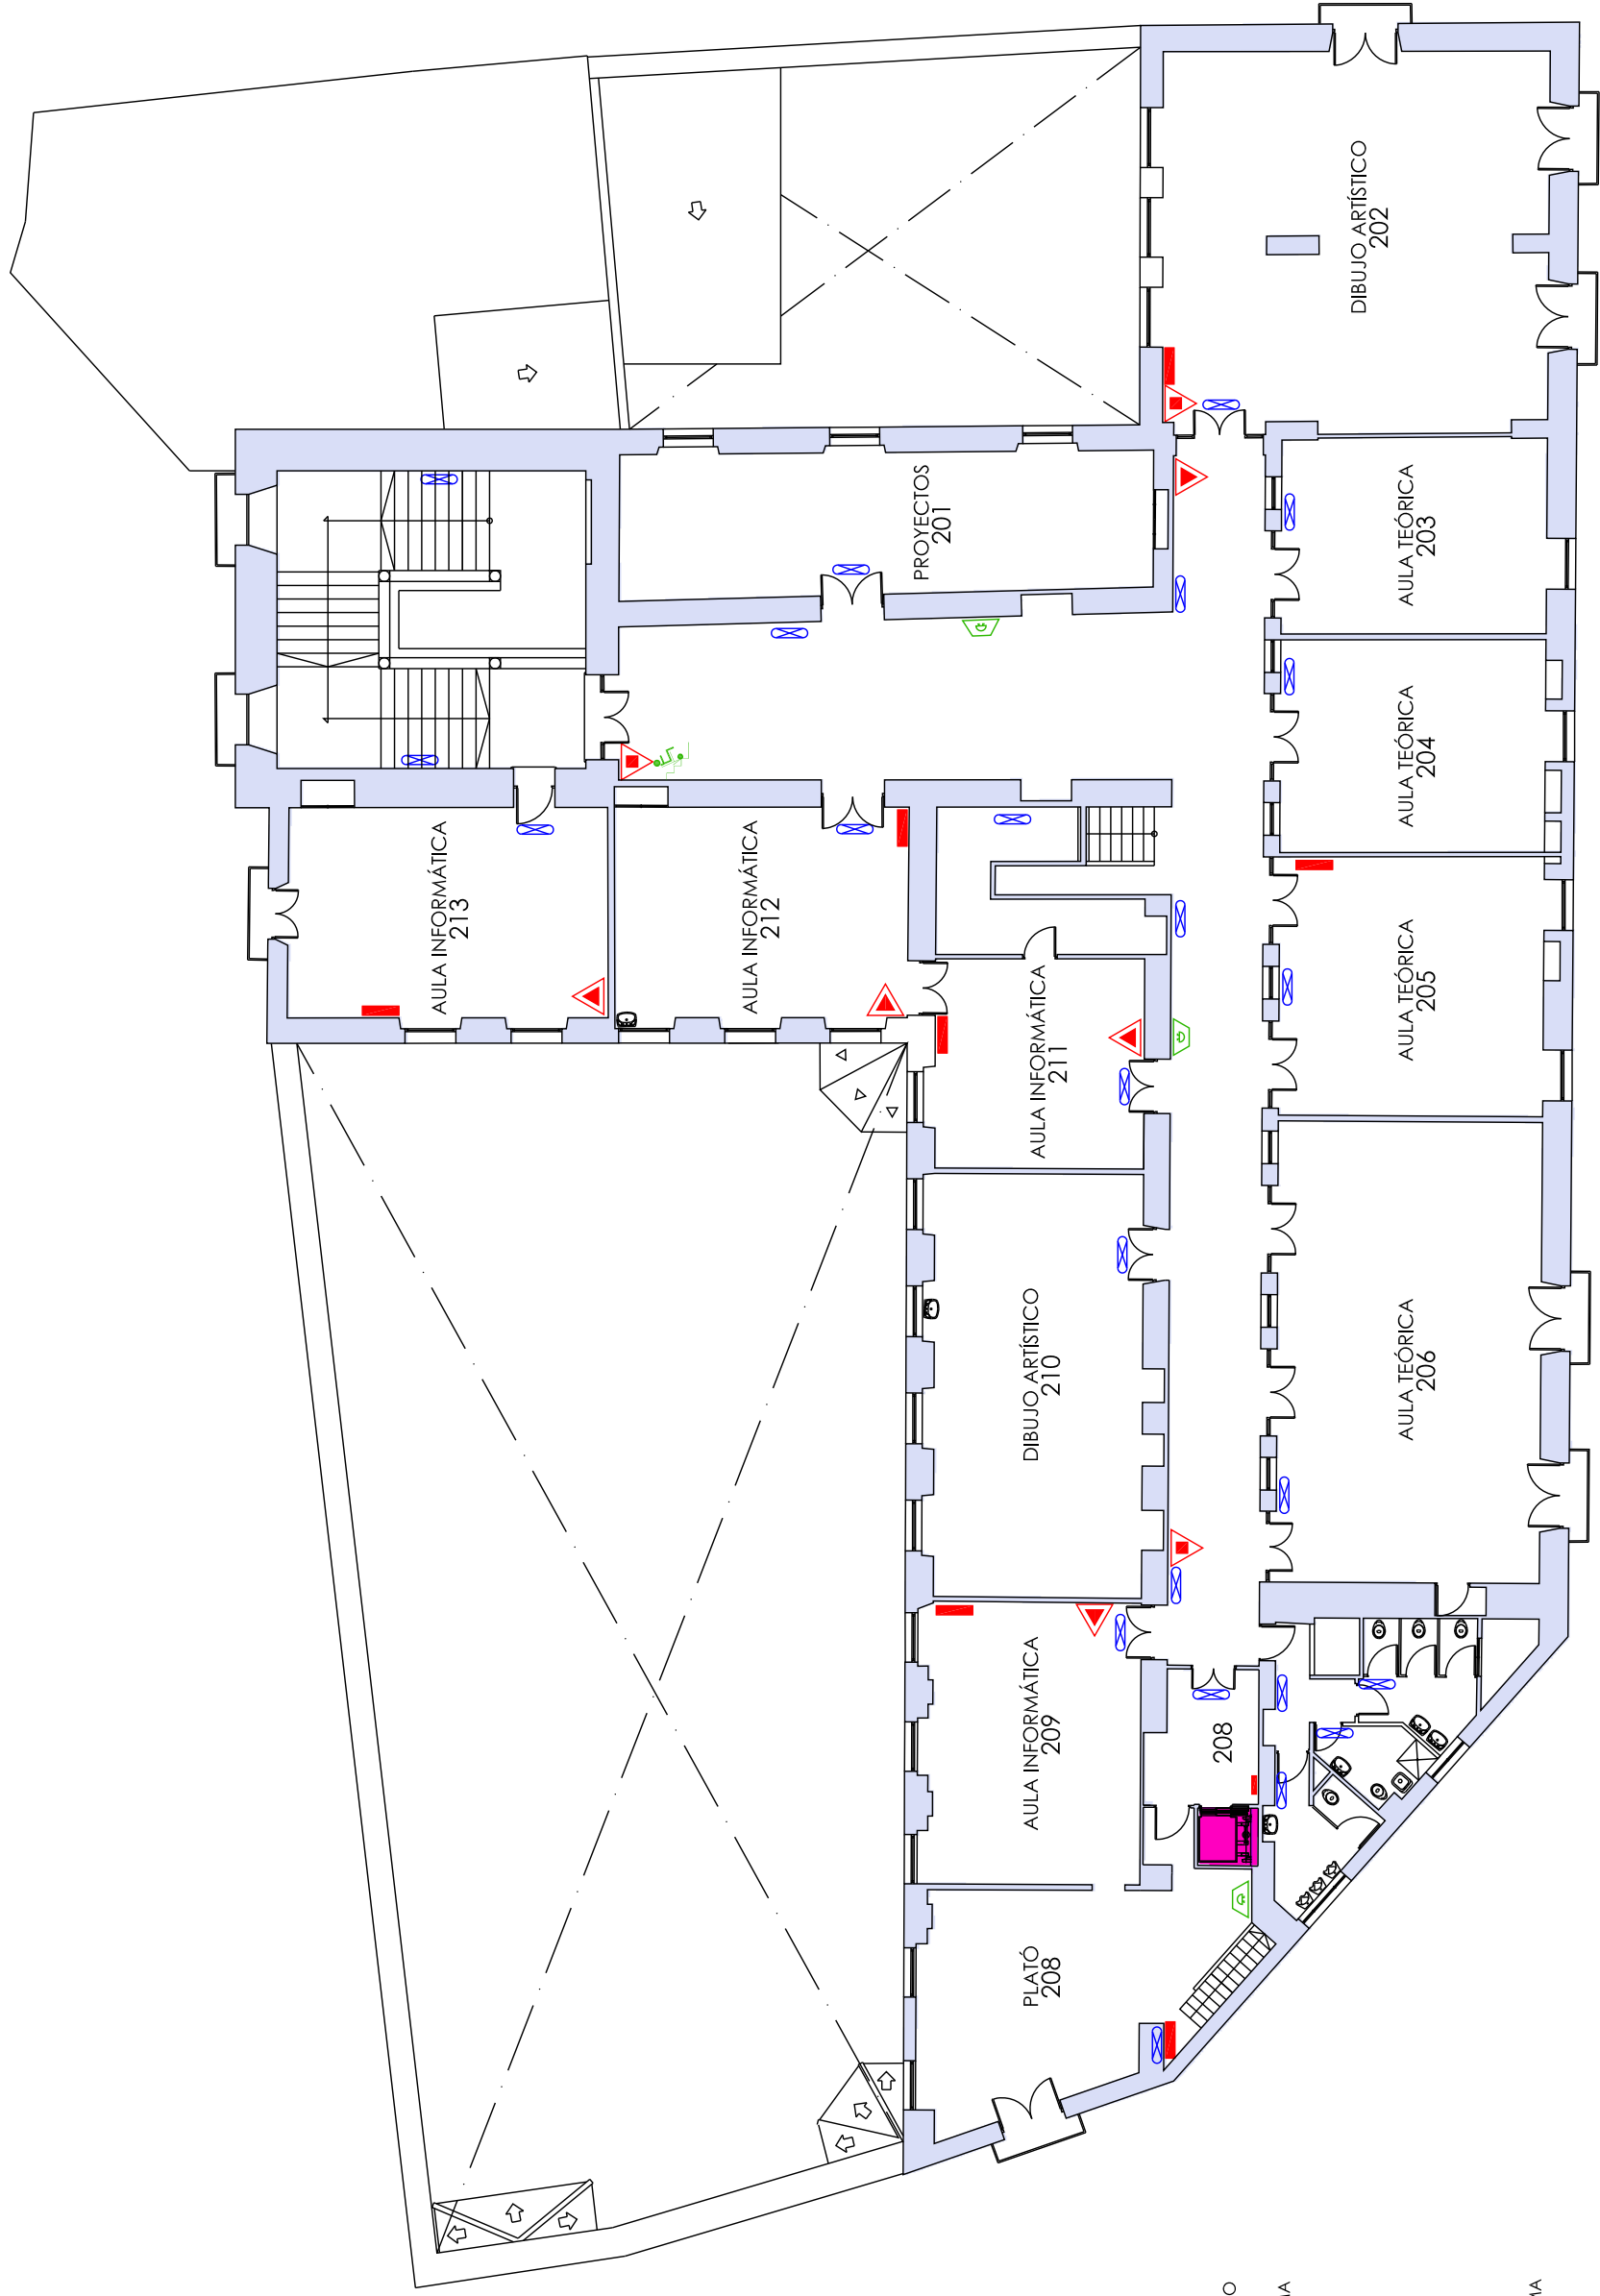 AULA INFORMÁTICA
213
AULA INFORMÁTICA
212
PROYECTOS
201
DIBUJO ARTÍSTICO
202
AULA TEÓRICA
203
AULA TEÓRICA
204
AULA TEÓRICA
205
AULA TEÓRICA
206
AULA INFORMÁTICA
211
DIBUJO ARTÍSTICO
210
AULA INFORMÁTICA
209
208
PLATÓ
208